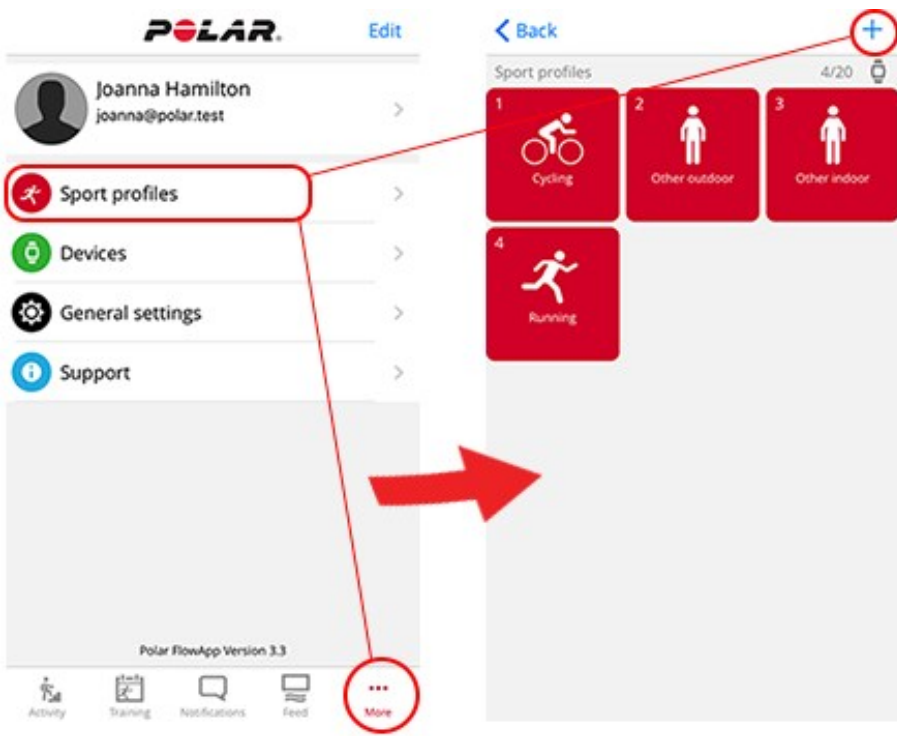 POLAR.
Edit
Joanna Hamilton
joanna@polar.test
Sport profiles
Devices
General settings
Support
Polar FlowApp Version 3.3
Activity
Training
Notifications
Feed
More
Back
Sport profiles
4/20
1
2
3
Cycling
Other outdoor
Other indoor
4
Running